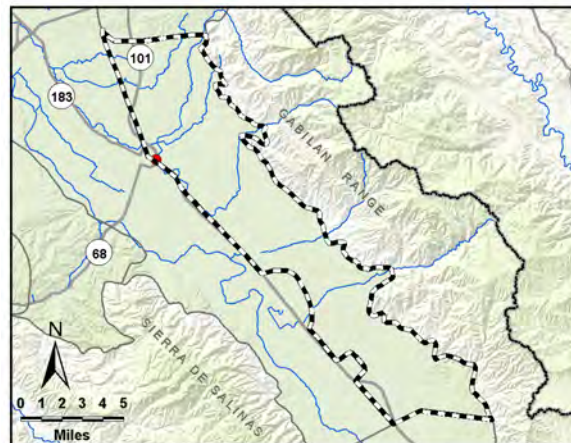 101
183
GABILAN RANGE
68
SIERRA DE SALINAS
N
0 1 2 3 4 5
Miles